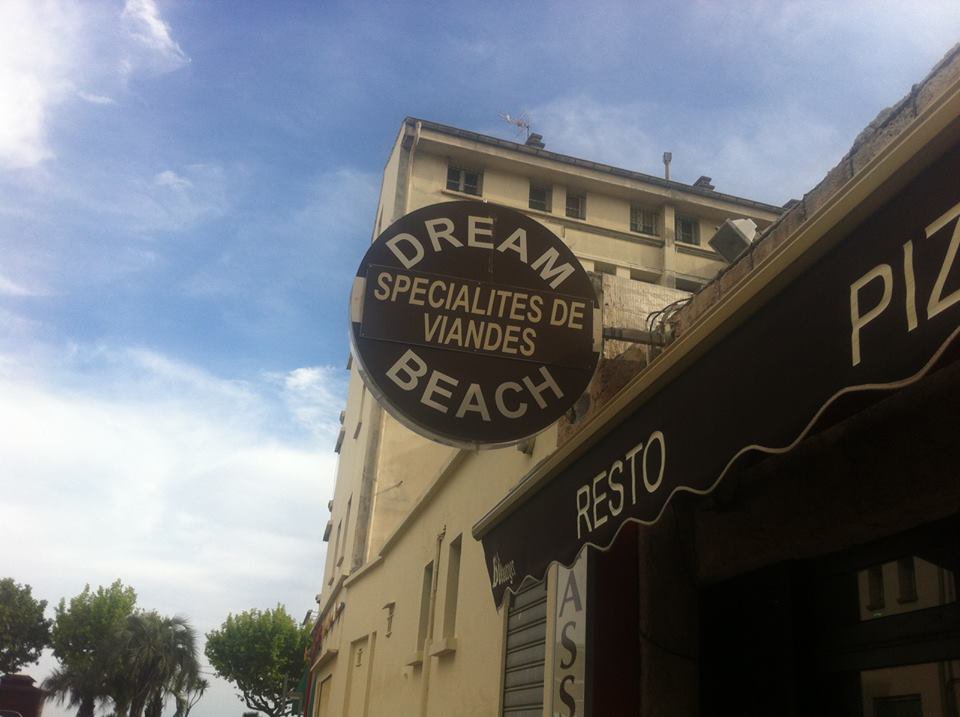 DREAM
SPECIALITES DE
VIANDES
BEACH
RESTO
PIZ
ASS